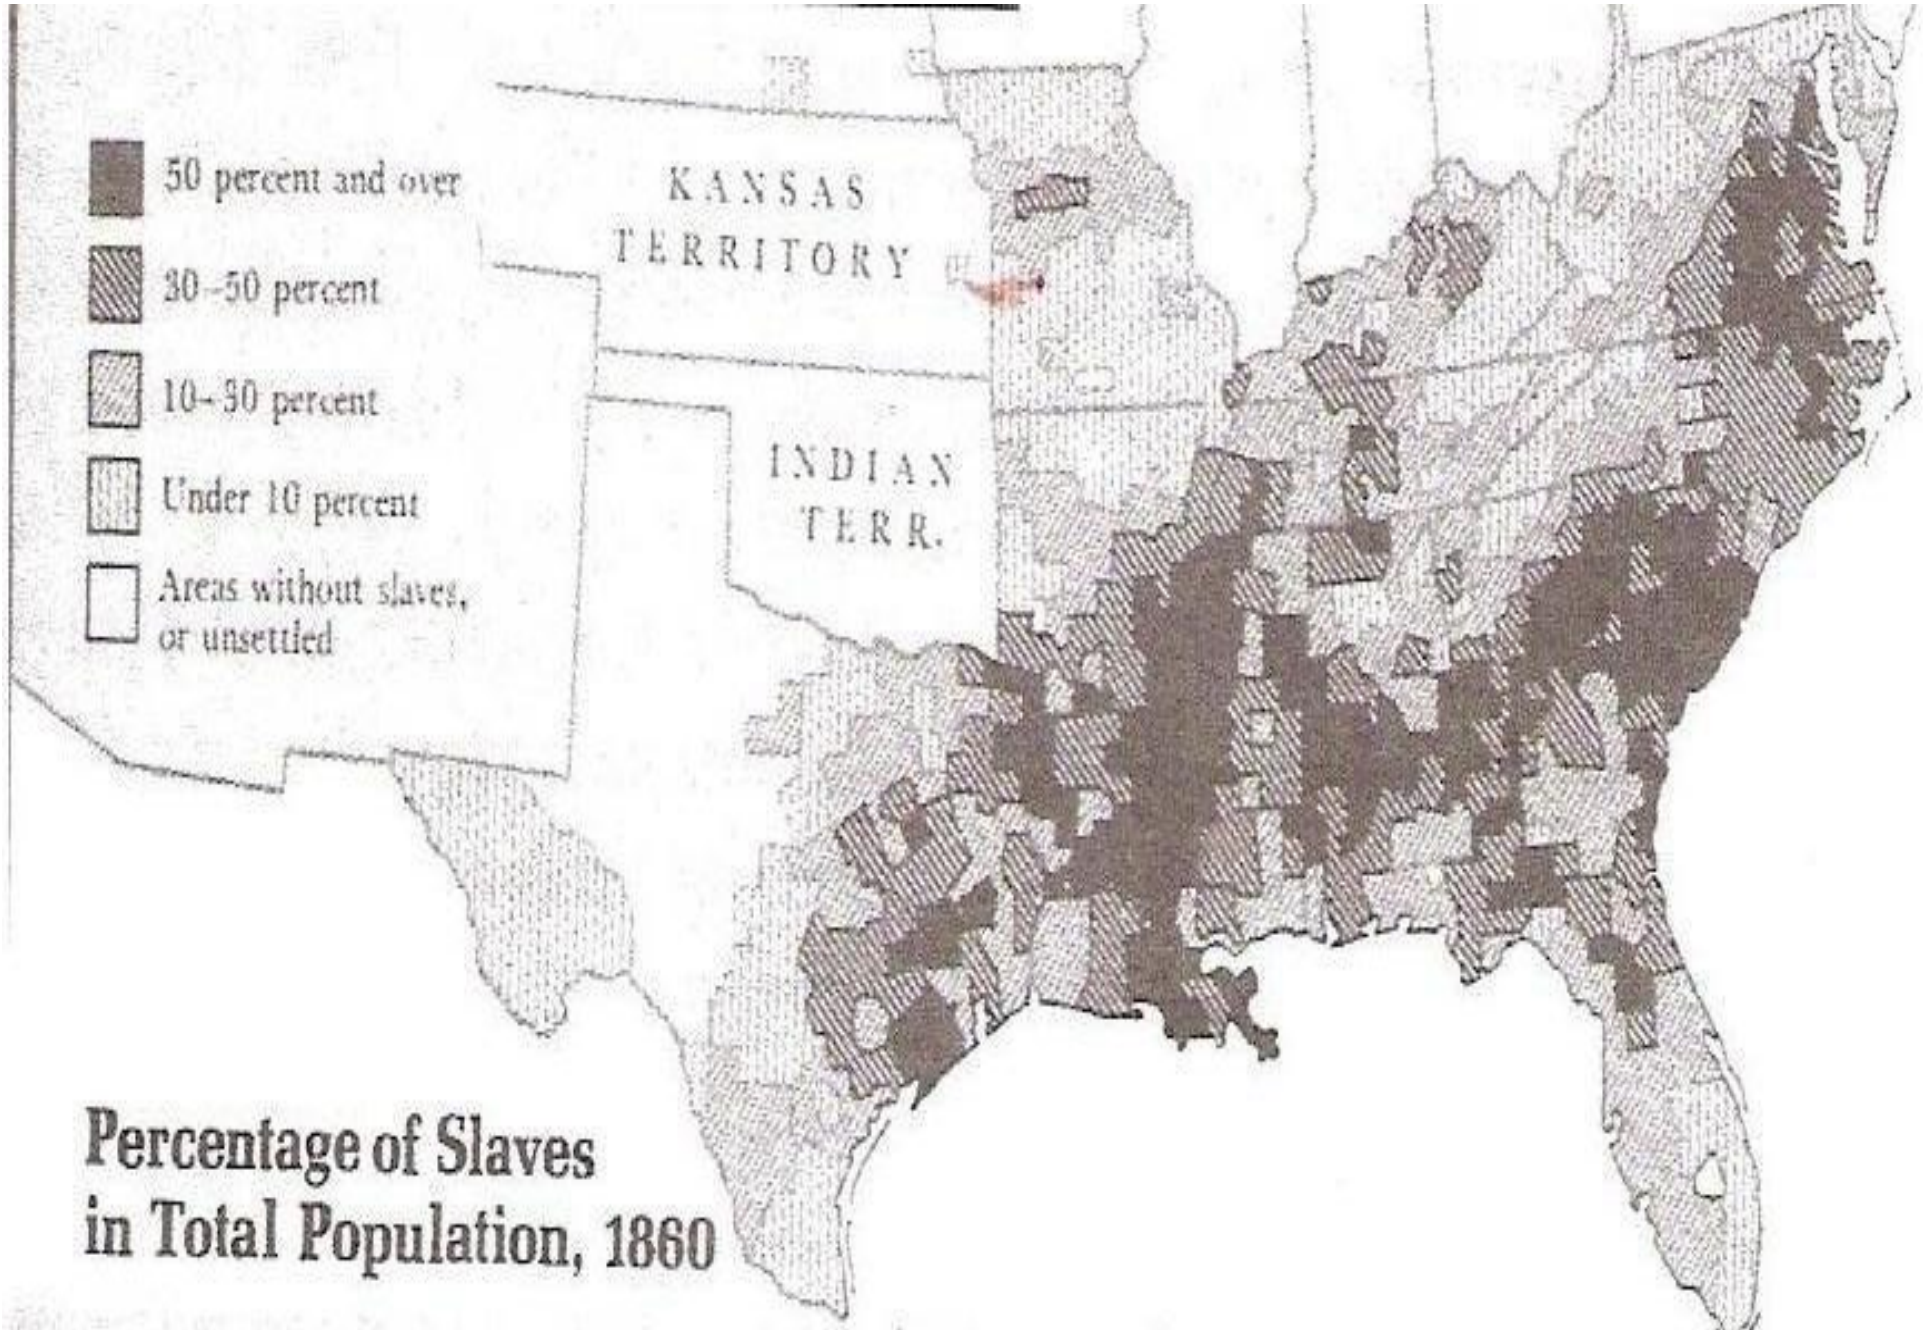 50 percent and over
30-50 percent
10-30 percent
Under 10 percent
Areas without slaves,
or unsettled
KANSAS
TERRITORY
INDIAN
TERR.
Percentage of Slaves
in Total Population, 1860